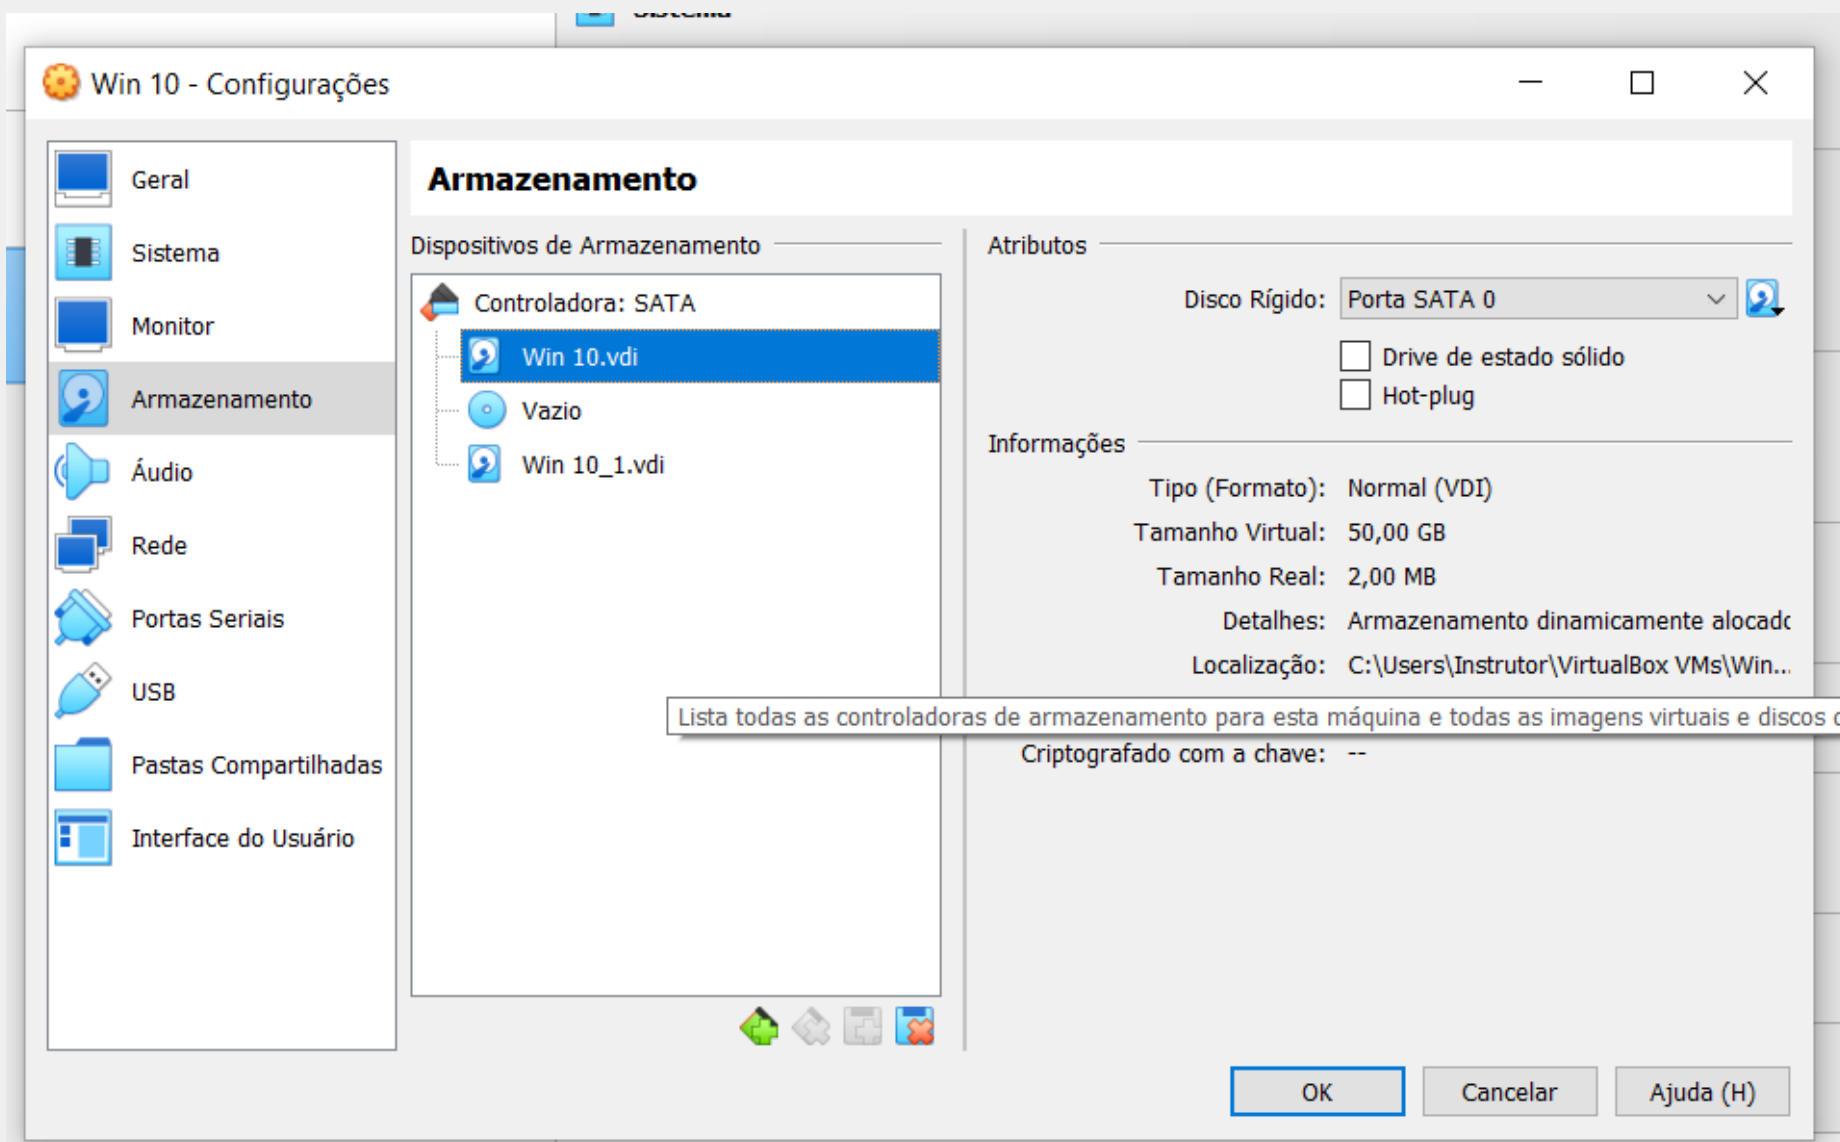 Win 10 - Configurações
Geral
Sistema
Monitor
Armazenamento
Áudio
Rede
Portas Seriais
USB
Pastas Compartilhadas
Interface do Usuário
Armazenamento
Dispositivos de Armazenamento
Controladora: SATA
Win 10.vdi
Vazio
Win 10_1.vdi
Atributos
Disco Rígido: Porta SATA 0
Drive de estado sólido
Hot-plug
Informações
Tipo (Formato): Normal (VDI)
Tamanho Virtual: 50,00 GB
Tamanho Real: 2,00 MB
Detalhes: Armazenamento dinamicamente alocado
Localização: C:\Users\Instrutor\VirtualBox VMs\Win...
Lista todas as controladoras de armazenamento para esta máquina e todas as imagens virtuais e discos
Criptografado com a chave: --
OK
Cancelar
Ajuda (H)